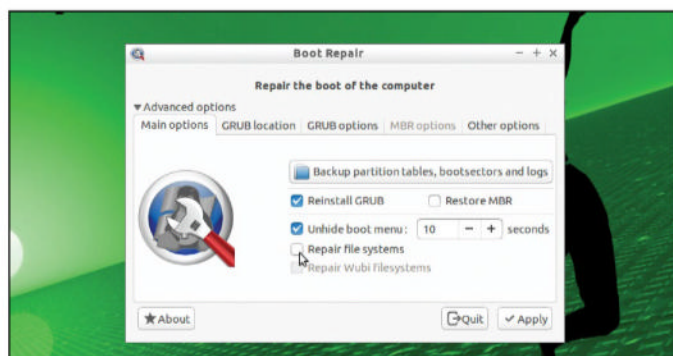 Boot Repair
Repair the boot of the computer
Advanced options
Main options GRUB location GRUB options MBR options Other options
Backup partition tables, bootsectors and logs
Reinstall GRUB Restore MBR
Unhide boot menu : 10 seconds
Repair file systems
Repair Wubi filesystems
About Quit Apply